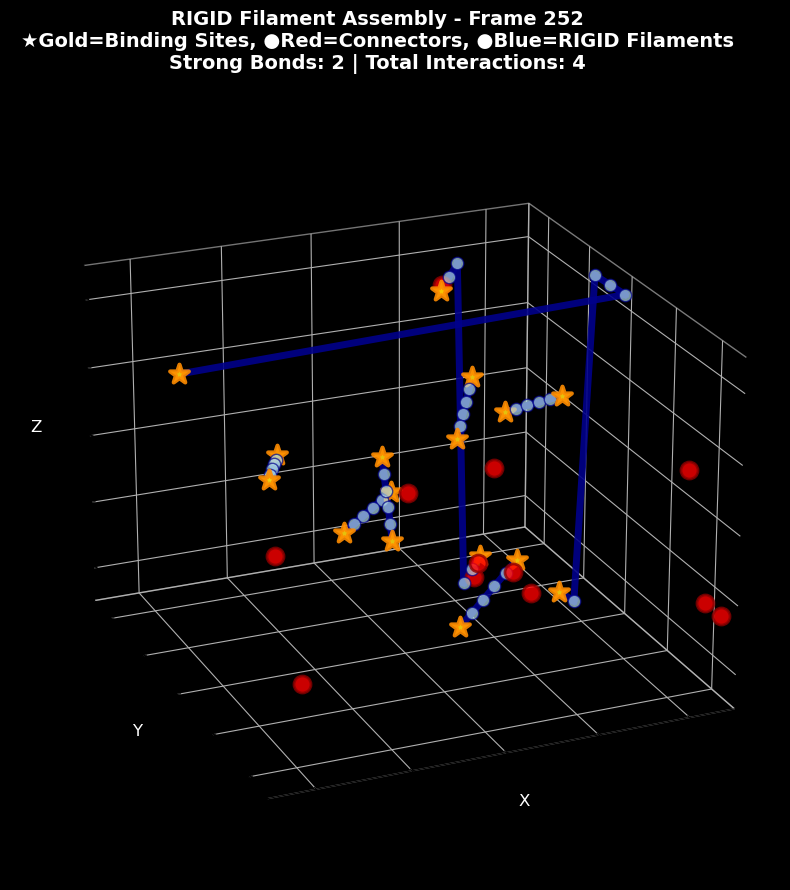 RIGID Filament Assembly - Frame 252
★Gold=Binding Sites, ●Red=Connectors, ●Blue=RIGID Filaments
Strong Bonds: 2 | Total Interactions: 4
Z
Y
X